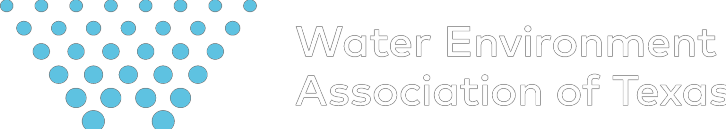 Water Environment
Association of Texas